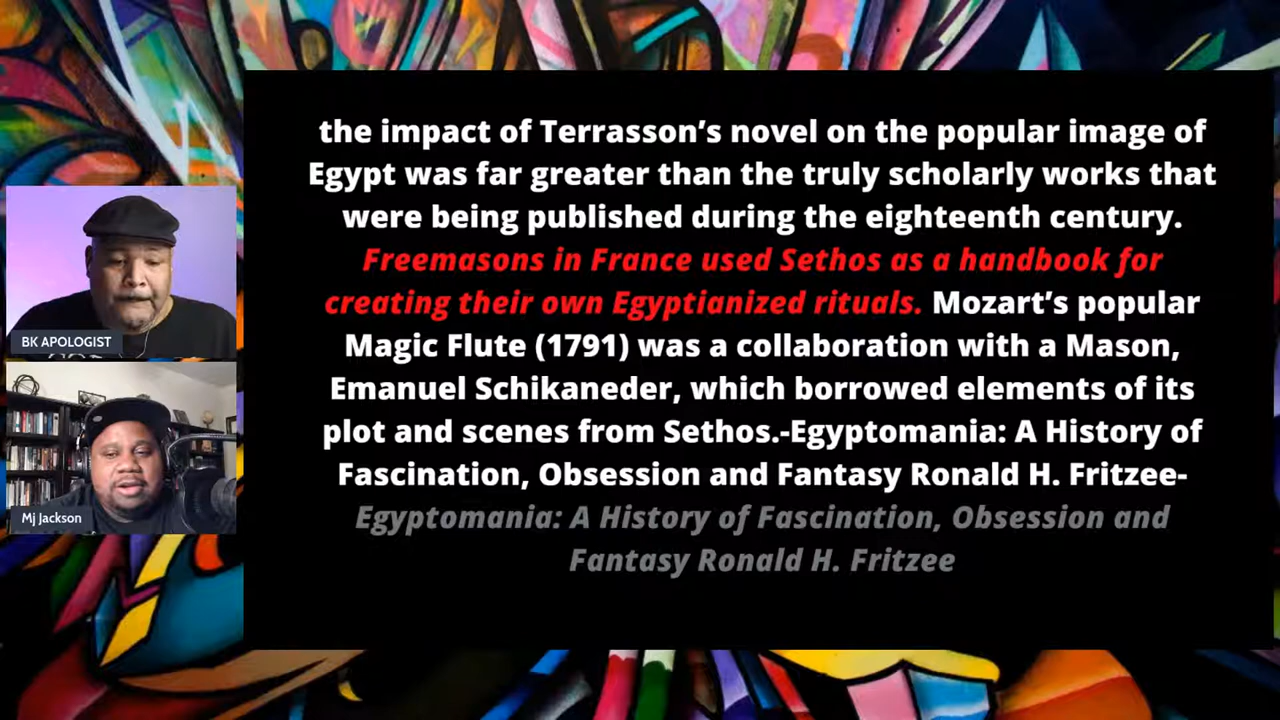 the impact of Terrasson’s novel on the popular image of
Egypt was far greater than the truly scholarly works that
were being published during the eighteenth century.
Freemasons in France used Sethos as a handbook for
creating their own Egyptianized rituals. Mozart’s popular
Magic Flute (1791) was a collaboration with a Mason,
Emanuel Schikaneder, which borrowed elements of its
plot and scenes from Sethos.-Egyptomania: A History of
Fascination, Obsession and Fantasy Ronald H. Fritzee-
Egyptomania: A History of Fascination, Obsession and
Fantasy Ronald H. Fritzee
BK APOLOGIST
Mj Jackson